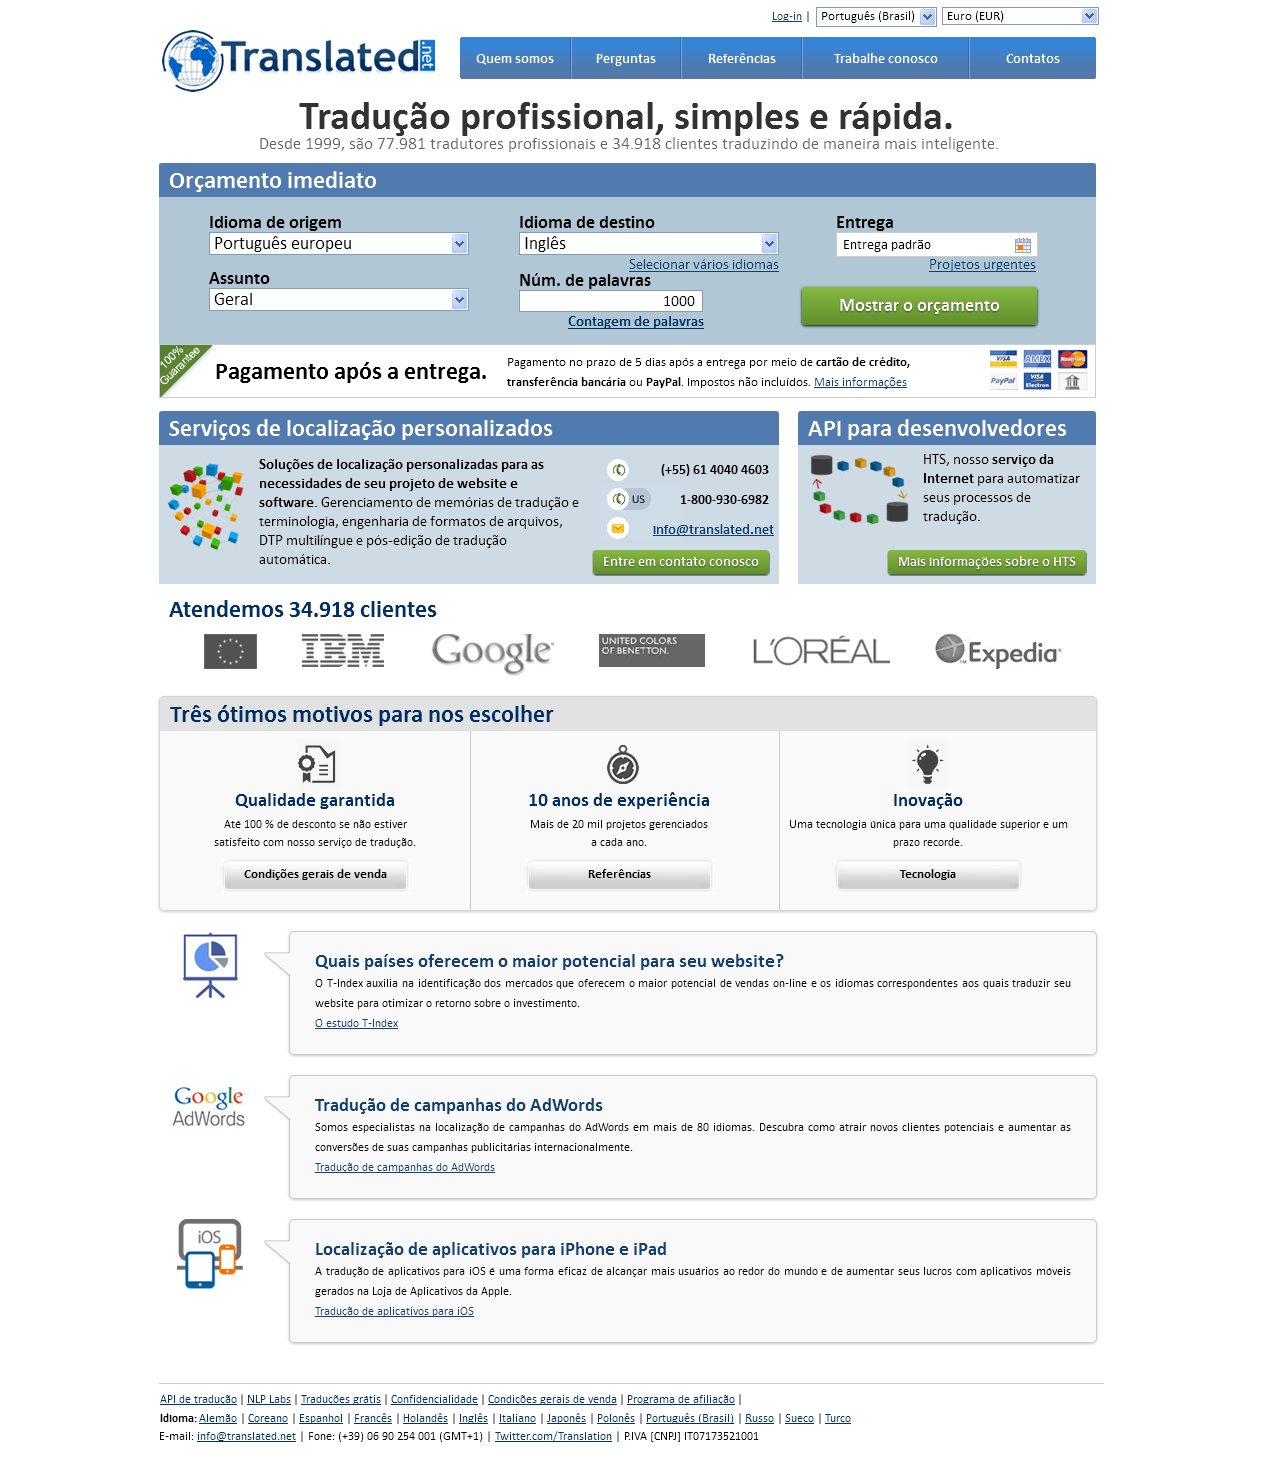 Log-in | Português (Brasil) Euro (EUR)
Translated.net
Quem somos Perguntas Referências Trabalhe conosco Contatos
Tradução profissional, simples e rápida.
Desde 1999, são 77.981 tradutores profissionais e 34.918 clientes traduzindo de maneira mais inteligente.
Orçamento imediato
Idioma de origem Idioma de destino Entrega
Português europeu Inglês Entrega padrão
Selecionar vários idiomas Projetos urgentes
Assunto Núm. de palavras
Geral 1000 Mostrar o orçamento
Contagem de palavras
100% Guarantee
Pagamento após a entrega.
Pagamento no prazo de 5 dias após a entrega por meio de cartão de crédito,
transferência bancária ou PayPal. Impostos não incluídos. Mais informações
VISA AMEX MasterCard
PayPal VISA Electron
Serviços de localização personalizados
Soluções de localização personalizadas para as
necessidades de seu projeto de website e
software. Gerenciamento de memórias de tradução e
terminologia, engenharia de formatos de arquivos,
DTP multilíngue e pós-edição de tradução
automática.
(+55) 61 4040 4603
US 1-800-930-6982
info@translated.net
Entre em contato conosco
API para desenvolvedores
HTS, nosso serviço da
Internet para automatizar
seus processos de
tradução.
Mais informações sobre o HTS
Atendemos 34.918 clientes
IBM Google UNITED COLORS OF BENETTON. L'ORÉAL Expedia
Três ótimos motivos para nos escolher
Qualidade garantida
Até 100 % de desconto se não estiver
satisfeito com nosso serviço de tradução.
Condições gerais de venda
10 anos de experiência
Mais de 20 mil projetos gerenciados
a cada ano.
Referências
Inovação
Uma tecnologia única para uma qualidade superior e um
prazo recorde.
Tecnologia
Quais países oferecem o maior potencial para seu website?
O T-Index auxilia na identificação dos mercados que oferecem o maior potencial de vendas on-line e os idiomas correspondentes aos quais traduzir seu
website para otimizar o retorno sobre o investimento.
O estudo T-Index
Google AdWords
Tradução de campanhas do AdWords
Somos especialistas na localização de campanhas do AdWords em mais de 80 idiomas. Descubra como atrair novos clientes potenciais e aumentar as
conversões de suas campanhas publicitárias internacionalmente.
Tradução de campanhas do AdWords
iOS
Localização de aplicativos para iPhone e iPad
A tradução de aplicativos para iOS é uma forma eficaz de alcançar mais usuários ao redor do mundo e de aumentar seus lucros com aplicativos móveis
gerados na Loja de Aplicativos da Apple.
Tradução de aplicativos para iOS
API de tradução | NLP Labs | Traduções grátis | Confidencialidade | Condições gerais de venda | Programa de afiliação |
Idioma: Alemão | Coreano | Espanhol | Francês | Holandês | Inglês | Italiano | Japonês | Polonês | Português (Brasil) | Russo | Sueco | Turco
E-mail: info@translated.net | Fone: (+39) 06 90 254 001 (GMT+1) | Twitter.com/Translation | P.IVA [CNPJ] IT07173521001